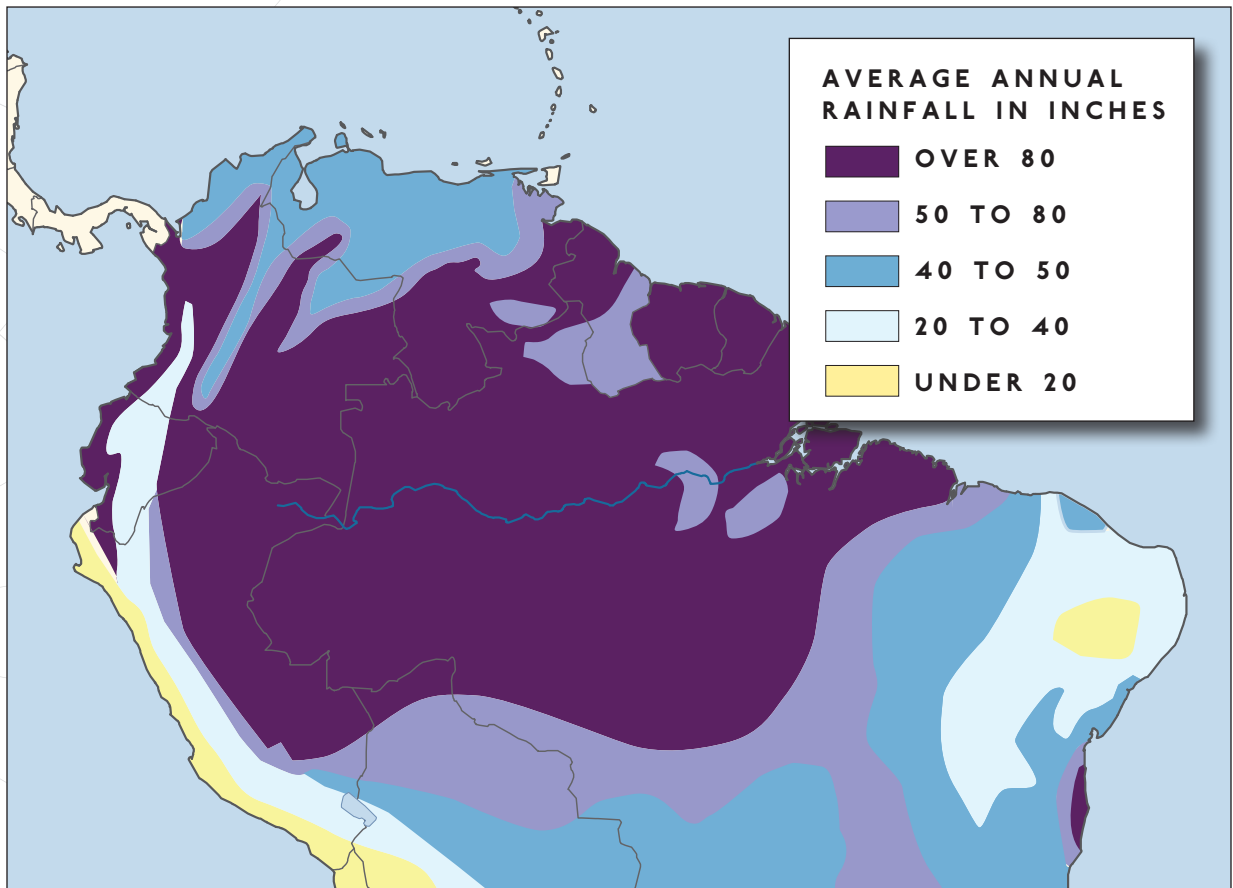 AVERAGE ANNUAL
RAINFALL IN INCHES
OVER 80
50 TO 80
40 TO 50
20 TO 40
UNDER 20